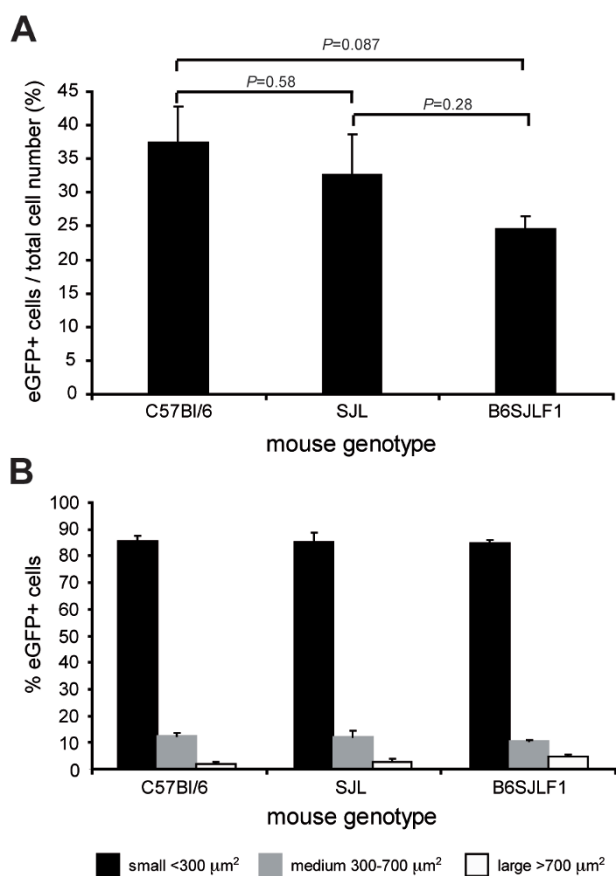 A
P=0.087
P=0.58
P=0.28
eGFP+ cells / total cell number (%)
45
40
35
30
25
20
15
10
5
0
C57Bl/6 SJL B6SJLF1
mouse genotype
B
% eGFP+ cells
100
90
80
70
60
50
40
30
20
10
0
C57Bl/6 SJL B6SJLF1
mouse genotype
small <300 μm² medium 300-700 μm² large >700 μm²